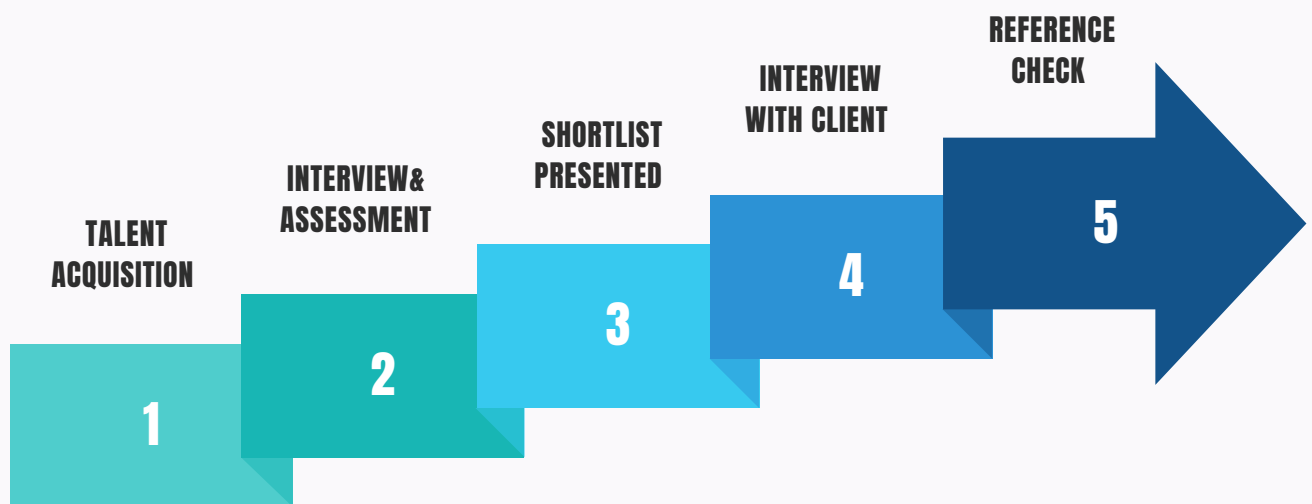 TALENT
ACQUISITION
1
INTERVIEW&
ASSESSMENT
2
SHORTLIST
PRESENTED
3
INTERVIEW
WITH CLIENT
4
REFERENCE
CHECK
5